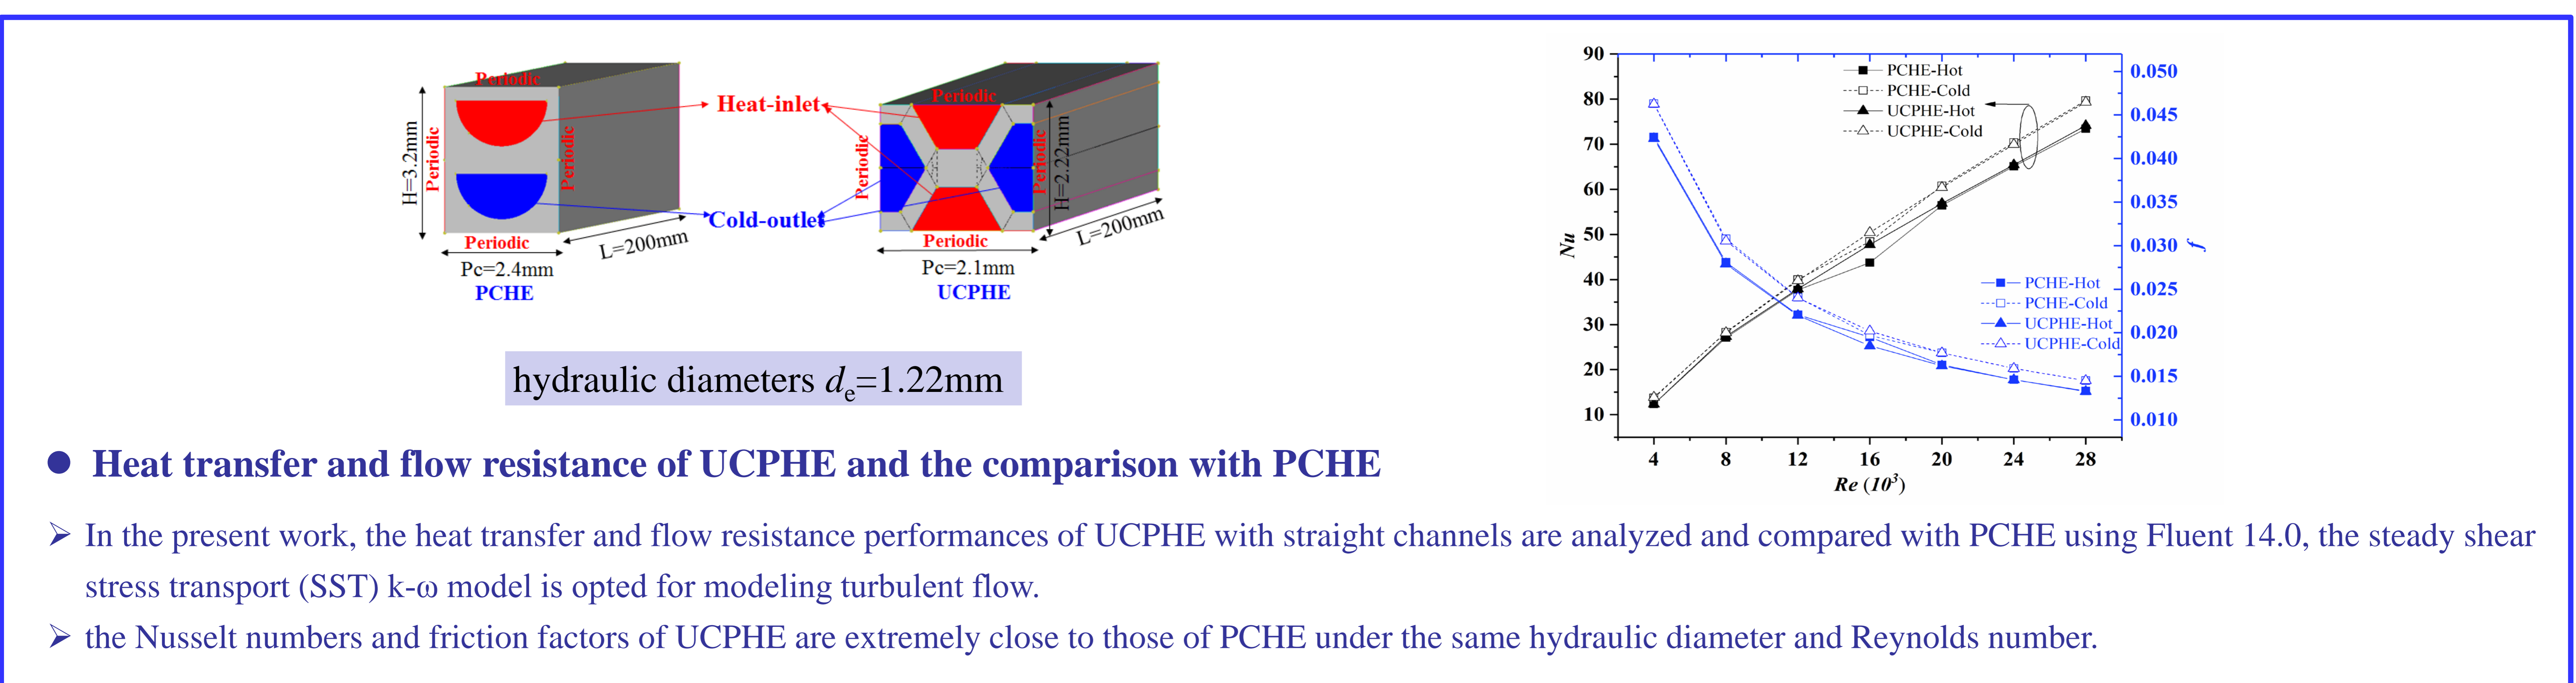 Periodic
Periodic
Periodic
Periodic
H=3.2mm
Pc=2.4mm
L=200mm
PCHE
Heat-inlet
Cold-outlet
Periodic
Periodic
Periodic
Periodic
H=2.22mm
Pc=2.1mm
L=200mm
UCPHE
hydraulic diameters de=1.22mm
90
80
70
60
50
40
30
20
10
Nu
PCHE-Hot
PCHE-Cold
UCPHE-Hot
UCPHE-Cold
0.050
0.045
0.040
0.035
0.030
0.025
0.020
0.015
0.010
f
PCHE-Hot
PCHE-Cold
UCPHE-Hot
UCPHE-Cold
4 8 12 16 20 24 28
Re (10³)
● Heat transfer and flow resistance of UCPHE and the comparison with PCHE
➢ In the present work, the heat transfer and flow resistance performances of UCPHE with straight channels are analyzed and compared with PCHE using Fluent 14.0, the steady shear
stress transport (SST) k-ω model is opted for modeling turbulent flow.
➢ the Nusselt numbers and friction factors of UCPHE are extremely close to those of PCHE under the same hydraulic diameter and Reynolds number.